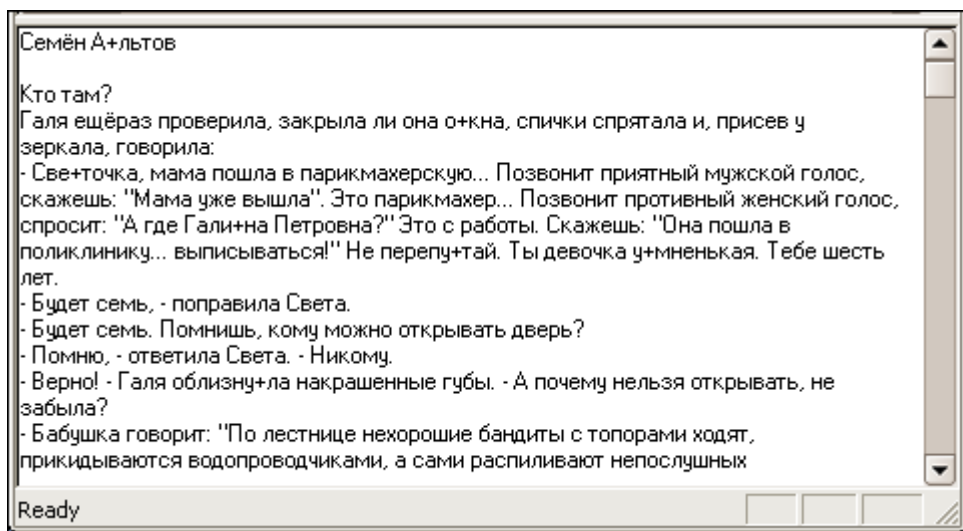 Семён А+льтов

Кто там?
Галя ещёраз проверила, закрыла ли она о+кна, спички спрятала и, присев у
зеркала, говорила:
- Све+точка, мама пошла в парикмахерскую... Позвонит приятный мужской голос,
скажешь: "Мама уже вышла". Это парикмахер... Позвонит противный женский голос,
спросит: "А где Гали+на Петровна?" Это с работы. Скажешь: "Она пошла в
поликлинику... выписываться!" Не перепу+тай. Ты девочка у+мненькая. Тебе шесть
лет.
- Будет семь, - поправила Света.
- Будет семь. Помнишь, кому можно открывать дверь?
- Помню, - ответила Света. - Никому.
- Верно! - Галя облизну+ла накрашенные губы. - А почему нельзя открывать, не
забыла?
- Бабушка говорит: "По лестнице нехорошие бандиты с топорами ходят,
прикидываются водопроводчиками, а сами распиливают непослушных
Ready